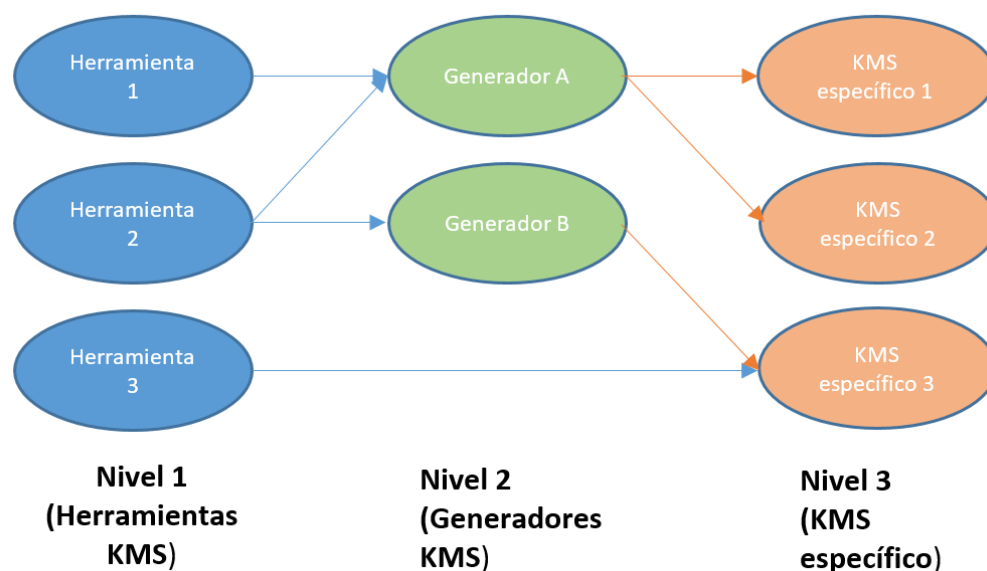 Herramienta
1
Generador A
KMS
específico 1
Herramienta
2
Generador B
KMS
específico 2
Herramienta
3
KMS
específico 3
Nivel 1
(Herramientas
KMS)
Nivel 2
(Generadores
KMS)
Nivel 3
(KMS
específico)